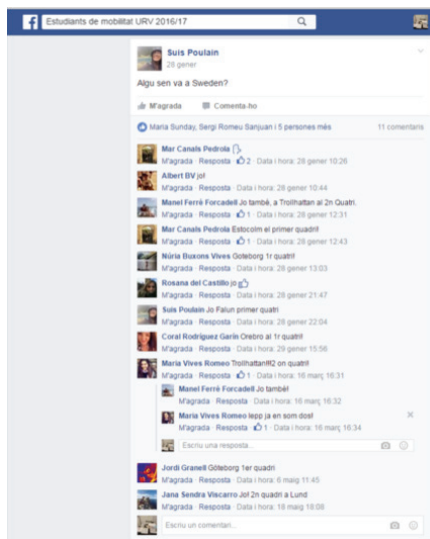 Estudiants de mobilitat URV 2016/17
Suis Poulain
28 gener
Algu sen va a Sweden?
M'agrada Comenta-ho
Maria Sunday, Sergi Romeu Sanjuan i 5 persones més 11 comentaris
Mar Canals Pedrola
M'agrada · Resposta · 2 · Data i hora: 28 gener 10:26
Albert BV jo!
M'agrada · Resposta · Data i hora: 28 gener 10:44
Manel Ferrè Forcadell Jo també, a Trollhattan al 2n Quatri.
M'agrada · Resposta · 1 · Data i hora: 28 gener 12:31
Mar Canals Pedrola Estocolm el primer quadri!
M'agrada · Resposta · 1 · Data i hora: 28 gener 12:43
Núria Buxons Vives Goteborg 1r quatri!
M'agrada · Resposta · Data i hora: 28 gener 13:03
Rosana del Castillo jo
M'agrada · Resposta · Data i hora: 28 gener 21:47
Suis Poulain Jo Falun primer quatri
M'agrada · Resposta · Data i hora: 28 gener 22:04
Coral Rodríguez Garín Orebro al 1r quatri!
M'agrada · Resposta · Data i hora: 29 gener 15:56
Maria Vives Romeo Trollhattan!!!2 on quatri!
M'agrada · Resposta · 1 · Data i hora: 16 març 16:31
Manel Ferrè Forcadell Jo també!
M'agrada · Resposta · Data i hora: 16 març 16:32
Maria Vives Romeo Iepp ja en som dos!
M'agrada · Resposta · 1 · Data i hora: 16 març 16:34
Escriu una resposta...
Jordi Granell Göteborg 1er quadri
M'agrada · Resposta · Data i hora: 6 maig 11:45
Jana Sendra Viscarro Jo! 2n quadri a Lund
M'agrada · Resposta · Data i hora: 18 maig 18:08
Escriu un comentari...